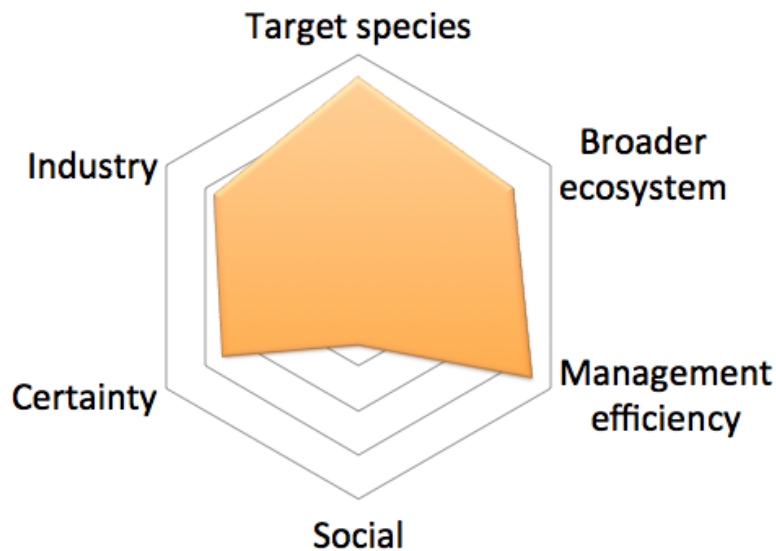 Target species
Broader
ecosystem
Industry
Management
efficiency
Certainty
Social